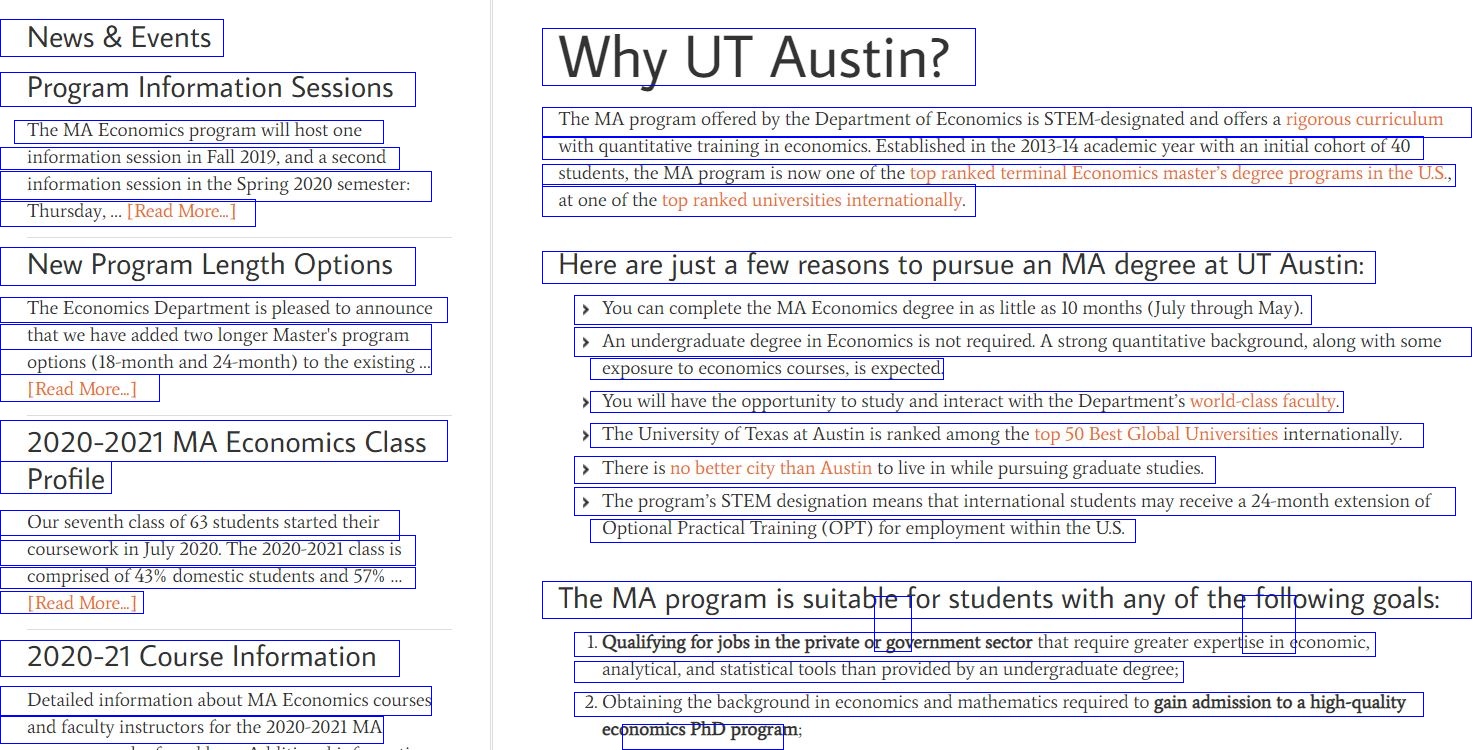 News & Events
Program Information Sessions
The MA Economics program will host one
information session in Fall 2019, and a second
information session in the Spring 2020 semester:
Thursday, ... [Read More...]
New Program Length Options
The Economics Department is pleased to announce
that we have added two longer Master's program
options (18-month and 24-month) to the existing ...
[Read More...]
2020-2021 MA Economics Class
Profile
Our seventh class of 63 students started their
coursework in July 2020. The 2020-2021 class is
comprised of 43% domestic students and 57% ...
[Read More...]
2020-21 Course Information
Detailed information about MA Economics courses
and faculty instructors for the 2020-2021 MA
Why UT Austin?
The MA program offered by the Department of Economics is STEM-designated and offers a rigorous curriculum
with quantitative training in economics. Established in the 2013-14 academic year with an initial cohort of 40
students, the MA program is now one of the top ranked terminal Economics master's degree programs in the U.S.,
at one of the top ranked universities internationally.
Here are just a few reasons to pursue an MA degree at UT Austin:
› You can complete the MA Economics degree in as little as 10 months (July through May).
› An undergraduate degree in Economics is not required. A strong quantitative background, along with some
exposure to economics courses, is expected.
› You will have the opportunity to study and interact with the Department's world-class faculty.
› The University of Texas at Austin is ranked among the top 50 Best Global Universities internationally.
› There is no better city than Austin to live in while pursuing graduate studies.
› The program's STEM designation means that international students may receive a 24-month extension of
Optional Practical Training (OPT) for employment within the U.S.
The MA program is suitable for students with any of the following goals:
1. Qualifying for jobs in the private or government sector that require greater expertise in economic,
analytical, and statistical tools than provided by an undergraduate degree;
2. Obtaining the background in economics and mathematics required to gain admission to a high-quality
economics PhD program;